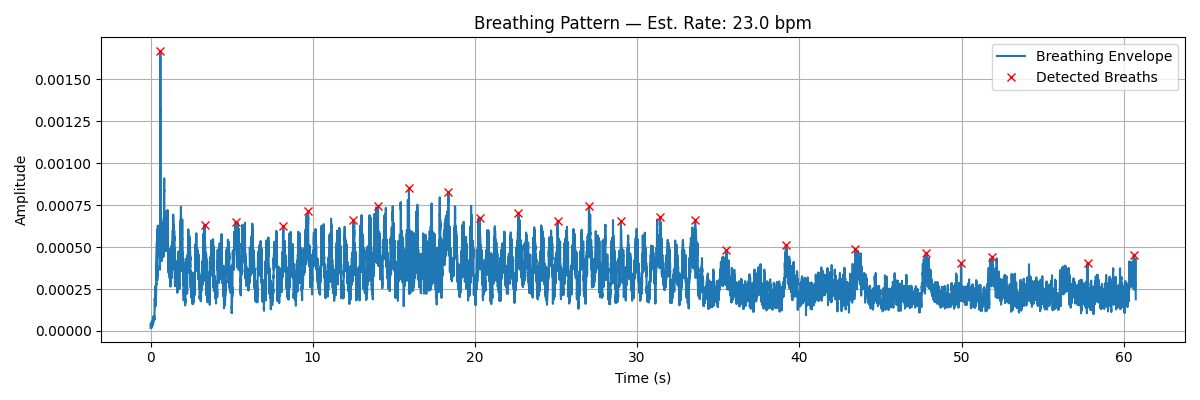 Breathing Pattern — Est. Rate: 23.0 bpm
Breathing Envelope
Detected Breaths
Amplitude
0.00150
0.00125
0.00100
0.00075
0.00050
0.00025
0.00000
0 10 20 30 40 50 60
Time (s)